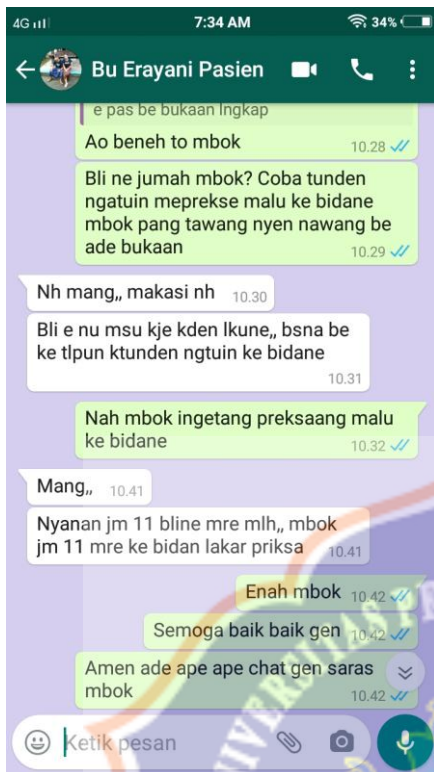 4G 7:34 AM 34%
Bu Erayani Pasien
e pas be bukaan lngkap
Ao beneh to mbok
10.28
Bli ne jumah mbok? Coba tunden
ngatuin meprekse malu ke bidane
mbok pang tawang nyen nawang be
ade bukaan
10.29
Nh mang,, makasi nh 10.30
Bli e nu msu kje kden lkune,, bsna be
ke tlpun ktunden ngtuin ke bidane
10.31
Nah mbok ingetang preksaang malu
ke bidane
10.32
Mang,, 10.41
Nyanan jm 11 bline mre mlh,, mbok
jm 11 mre ke bidan lakar priksa
10.41
Enah mbok 10.42
Semoga baik baik gen 10.42
Amen ade ape ape chat gen saras
mbok
10.42
Ketik pesan